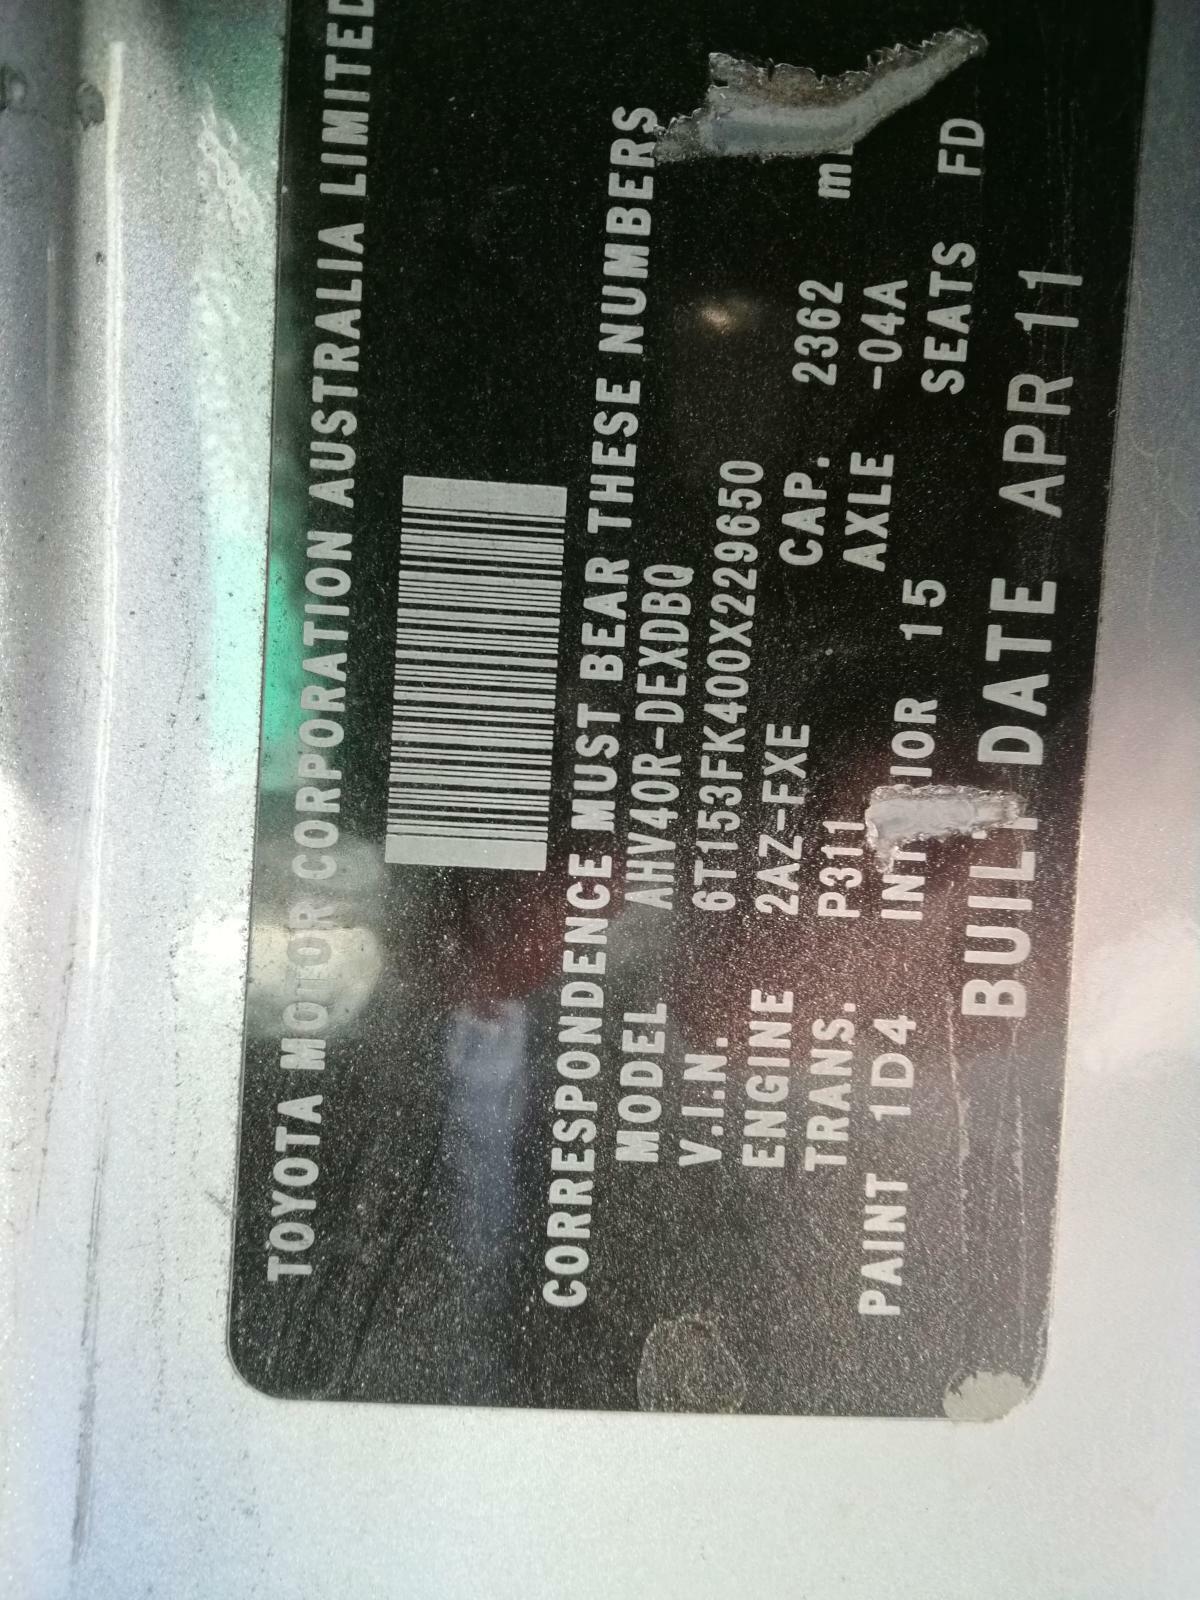 TOYOTA MOTOR CORPORATION AUSTRALIA LIMITED
CORRESPONDENCE MUST BEAR THESE NUMBERS
MODEL AHV40R-DEXDBQ
V.I.N. 6T153FK400X229650
ENGINE 2AZ-FXE CAP. 2362
TRANS. P311 AXLE -04A
PAINT 1D4 15 SEATS FD
BUILT DATE APR 11